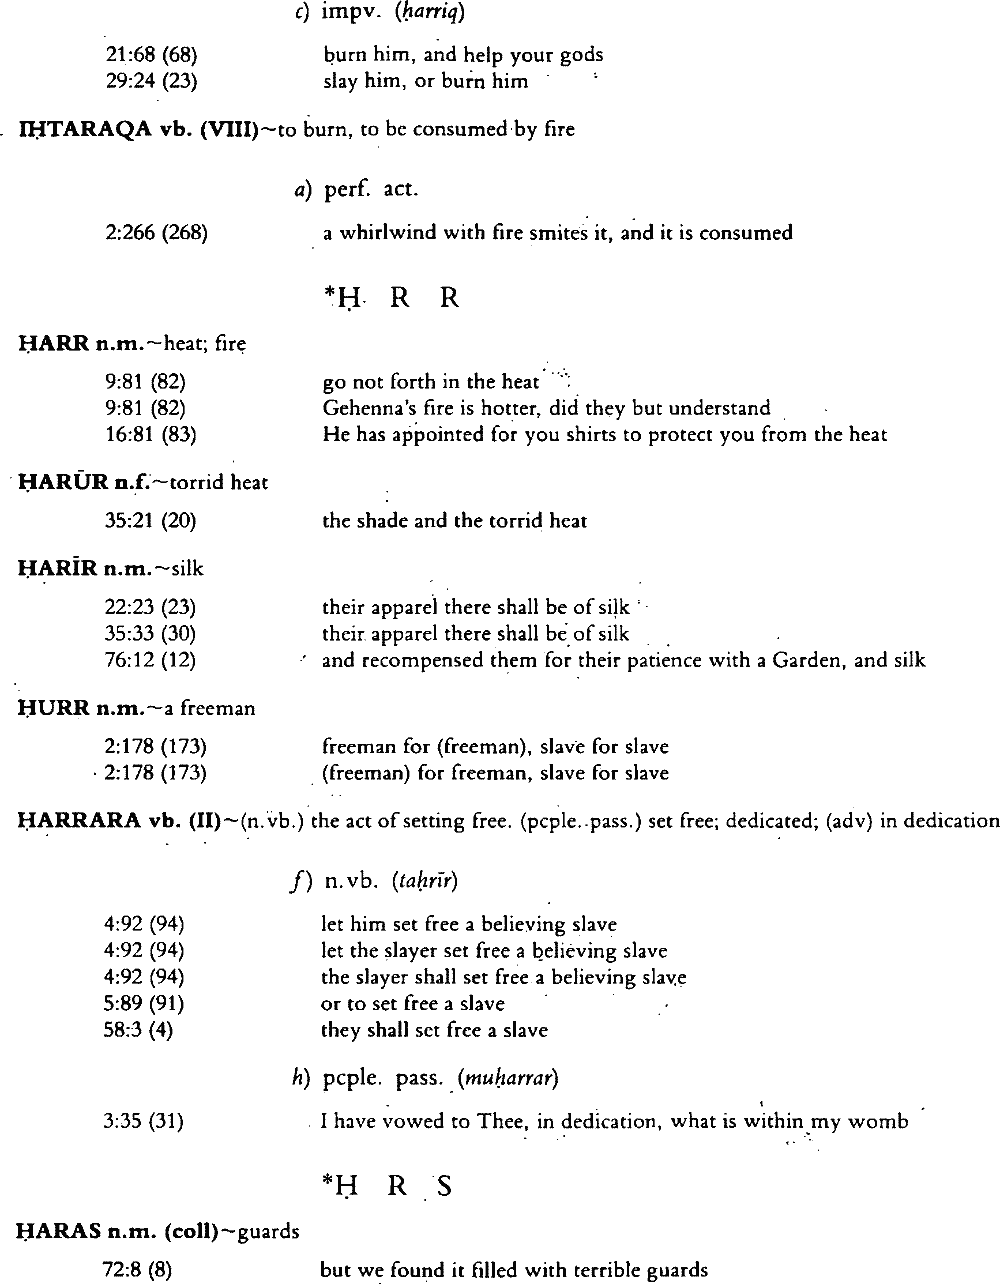 c) impv. (ḥarriq)
21:68 (68) burn him, and help your gods
29:24 (23) slay him, or burn him
IḤTARAQA vb. (VIII)~to burn, to be consumed by fire
a) perf. act.
2:266 (268) a whirlwind with fire smites it, and it is consumed
*Ḥ R R
ḤARR n.m.~heat; fire
9:81 (82) go not forth in the heat
9:81 (82) Gehenna's fire is hotter, did they but understand
16:81 (83) He has appointed for you shirts to protect you from the heat
ḤARŪR n.f.~torrid heat
35:21 (20) the shade and the torrid heat
ḤARĪR n.m.~silk
22:23 (23) their apparel there shall be of silk
35:33 (30) their apparel there shall be of silk
76:12 (12) and recompensed them for their patience with a Garden, and silk
ḤURR n.m.~a freeman
2:178 (173) freeman for (freeman), slave for slave
2:178 (173) (freeman) for freeman, slave for slave
ḤARRARA vb. (II)~(n.vb.) the act of setting free. (pcple. pass.) set free; dedicated; (adv) in dedication
f) n.vb. (taḥrīr)
4:92 (94) let him set free a believing slave
4:92 (94) let the slayer set free a believing slave
4:92 (94) the slayer shall set free a believing slave
5:89 (91) or to set free a slave
58:3 (4) they shall set free a slave
h) pcple. pass. (muḥarrar)
3:35 (31) I have vowed to Thee, in dedication, what is within my womb
*Ḥ R S
ḤARAS n.m. (coll)~guards
72:8 (8) but we found it filled with terrible guards